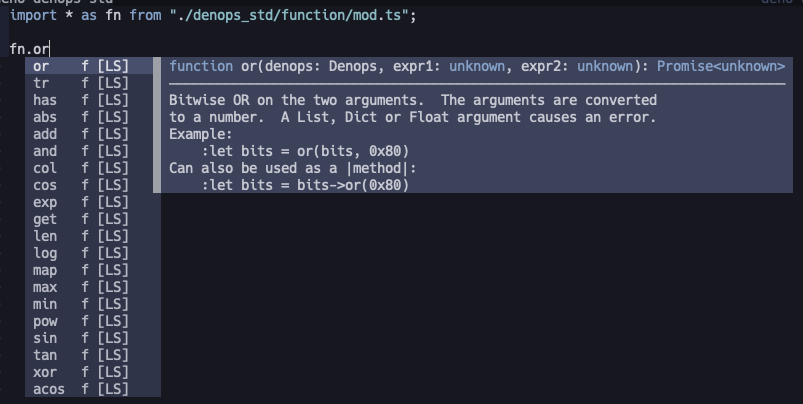 import * as fn from "./denops_std/function/mod.ts";
fn.or
or f [LS]
tr f [LS]
has f [LS]
abs f [LS]
add f [LS]
and f [LS]
col f [LS]
cos f [LS]
exp f [LS]
get f [LS]
len f [LS]
log f [LS]
map f [LS]
max f [LS]
min f [LS]
pow f [LS]
sin f [LS]
tan f [LS]
xor f [LS]
acos f [LS]
function or(denops: Denops, expr1: unknown, expr2: unknown): Promise<unknown>
Bitwise OR on the two arguments.  The arguments are converted
to a number.  A List, Dict or Float argument causes an error.
Example:
:let bits = or(bits, 0x80)
Can also be used as a |method|:
:let bits = bits->or(0x80)